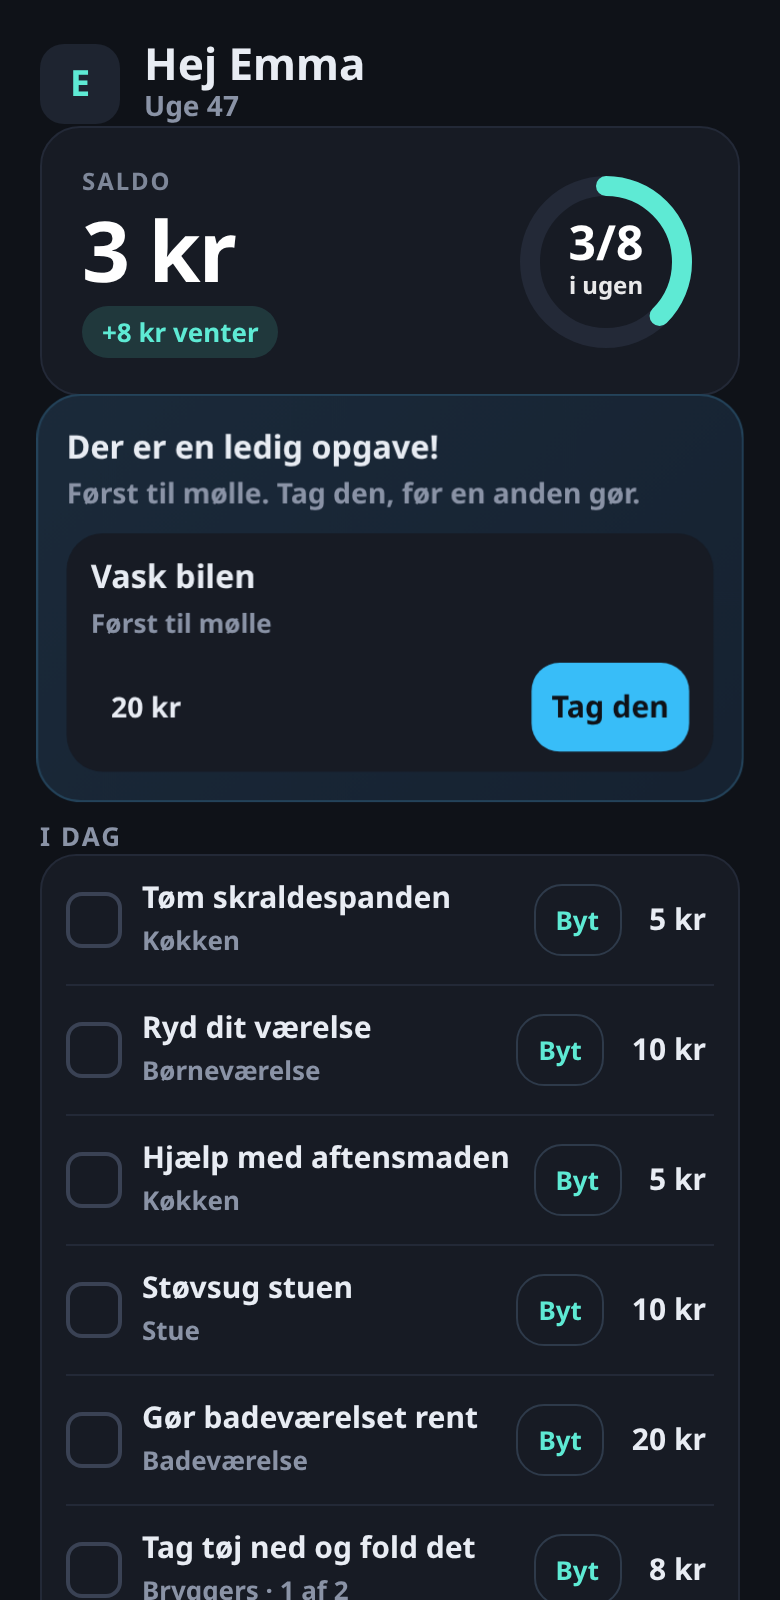 E
Hej Emma
Uge 47
SALDO
3 kr
+8 kr venter
3/8
i ugen
Der er en ledig opgave!
Først til mølle. Tag den, før en anden gør.
Vask bilen
Først til mølle
20 kr
Tag den
I DAG
Tøm skraldespanden
Køkken
Byt
5 kr
Ryd dit værelse
Børneværelse
Byt
10 kr
Hjælp med aftensmaden
Køkken
Byt
5 kr
Støvsug stuen
Stue
Byt
10 kr
Gør badeværelset rent
Badeværelse
Byt
20 kr
Tag tøj ned og fold det
Bryggers · 1 af 2
Byt
8 kr